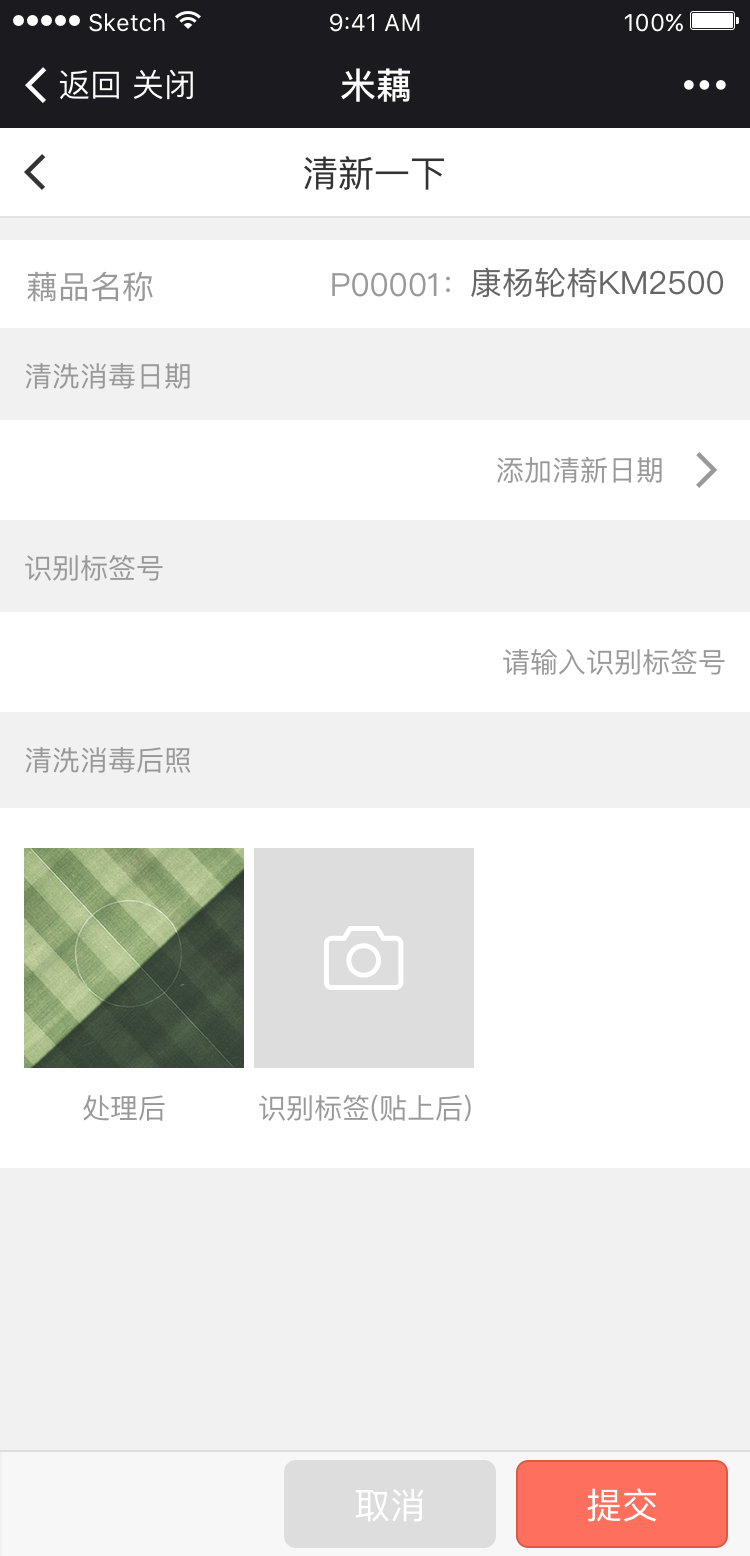 Sketch 9:41 AM 100%
返回 关闭 米藕
清新一下
藕品名称 P00001：康杨轮椅KM2500
清洗消毒日期
添加清新日期
识别标签号
请输入识别标签号
清洗消毒后照
处理后 识别标签(贴上后)
取消 提交